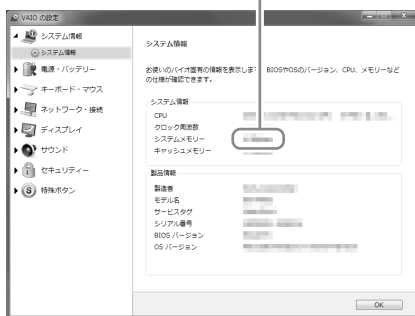 VAIO の設定
システム情報
システム情報
電源・バッテリー
キーボード・マウス
ネットワーク・接続
ディスプレイ
サウンド
セキュリティー
特殊ボタン
システム情報
お使いのバイオ固有の情報を表示します。BIOSやOSのバージョン、CPU、メモリーなど
の仕様が確認できます。
システム情報
CPU
クロック周波数
システムメモリー
キャッシュメモリー
製品情報
製造者
モデル名
サービスタグ
シリアル番号
BIOS バージョン
OS バージョン
OK